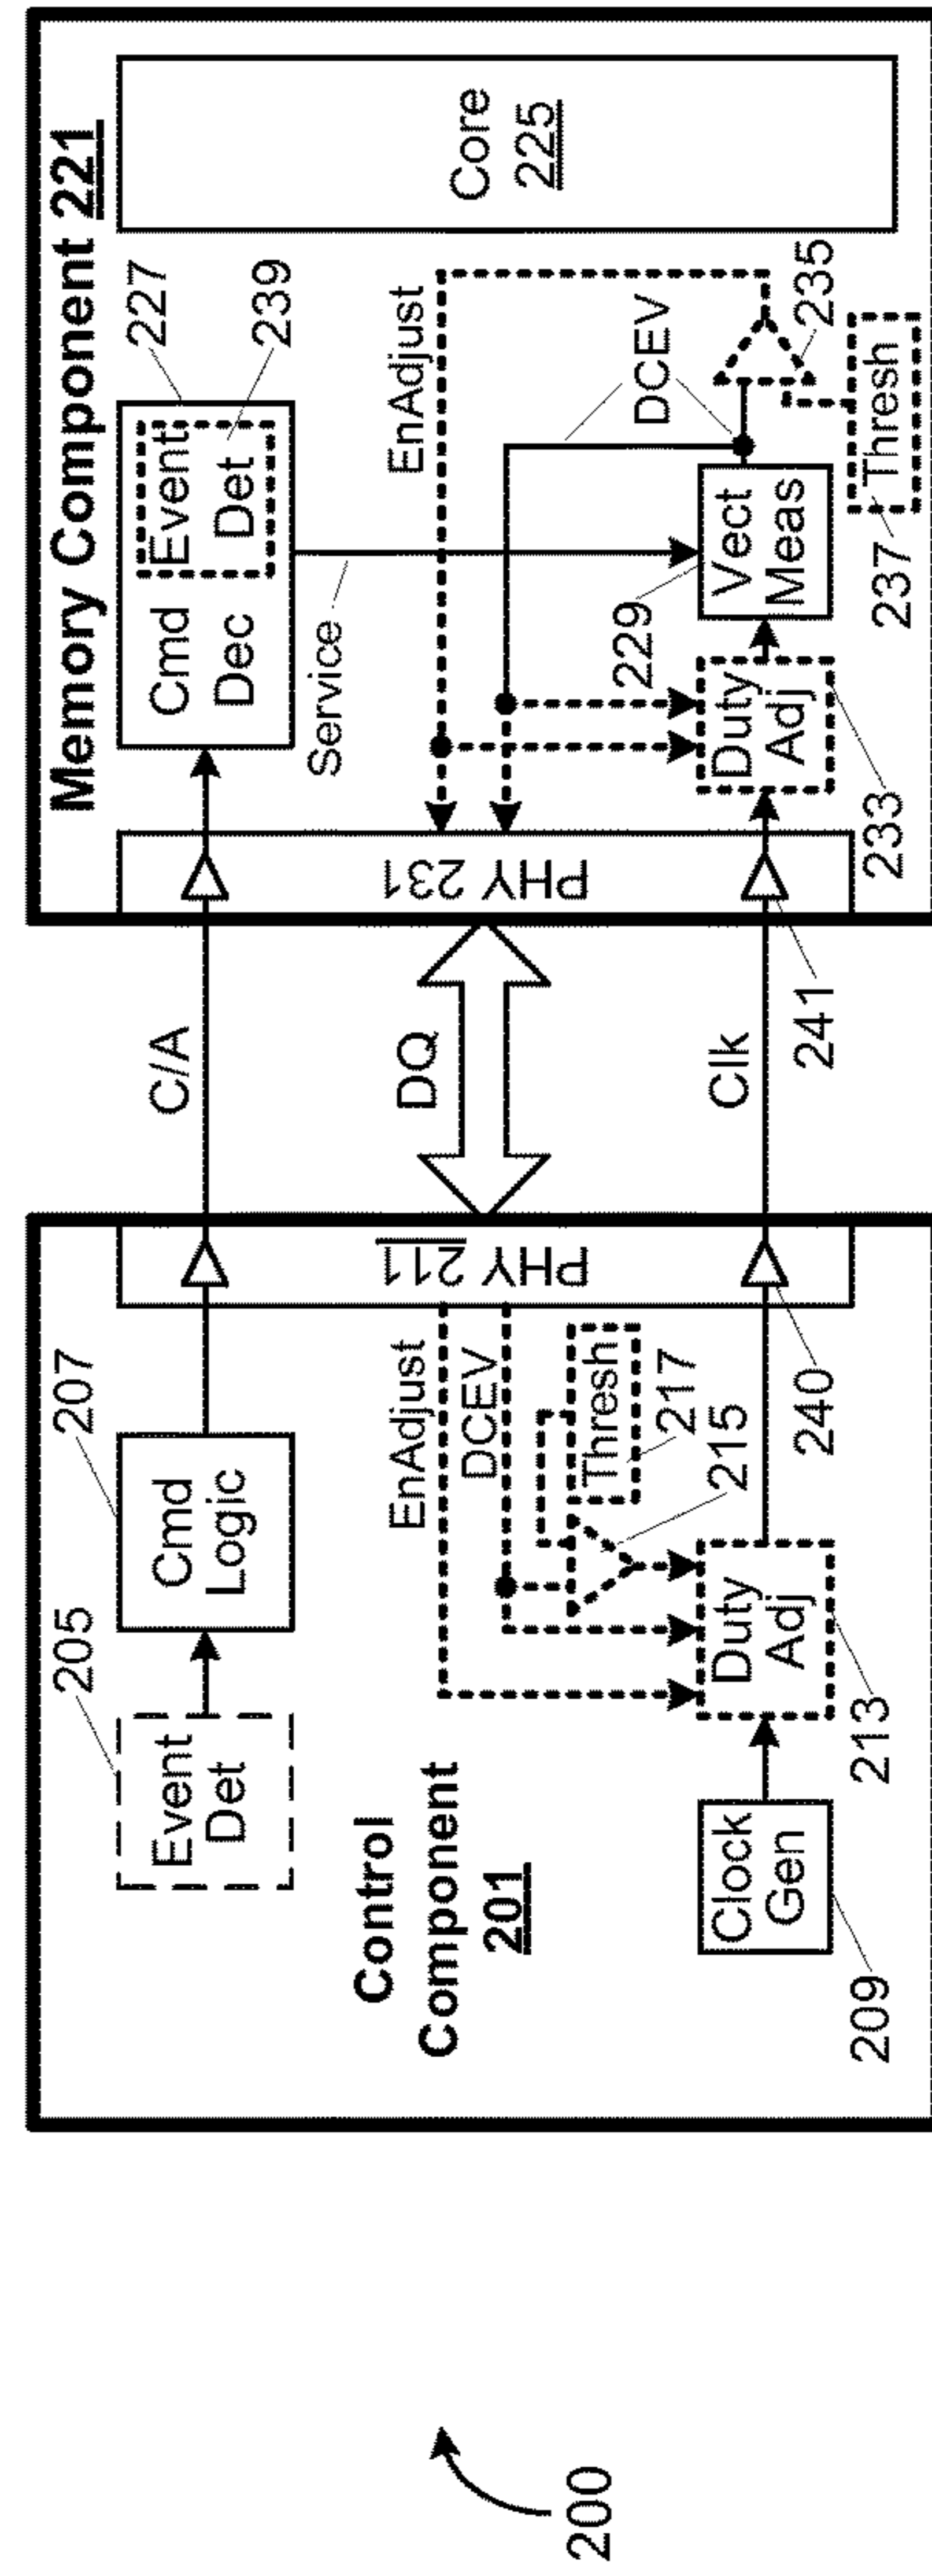 Control
Component
201
205
Event
Det
207
Cmd
Logic
C/A
PHY 211
EnAdjust
DCEV
Thresh
217
215
Duty
Adj
213
Clock
Gen
209
240
DQ
Clk
241
Memory Component 221
227
239
Cmd
Dec
Event
Det
Service
PHY 231
EnAdjust
DCEV
229
Vect
Meas
Duty
Adj
233
235
Thresh
237
Core
225
200